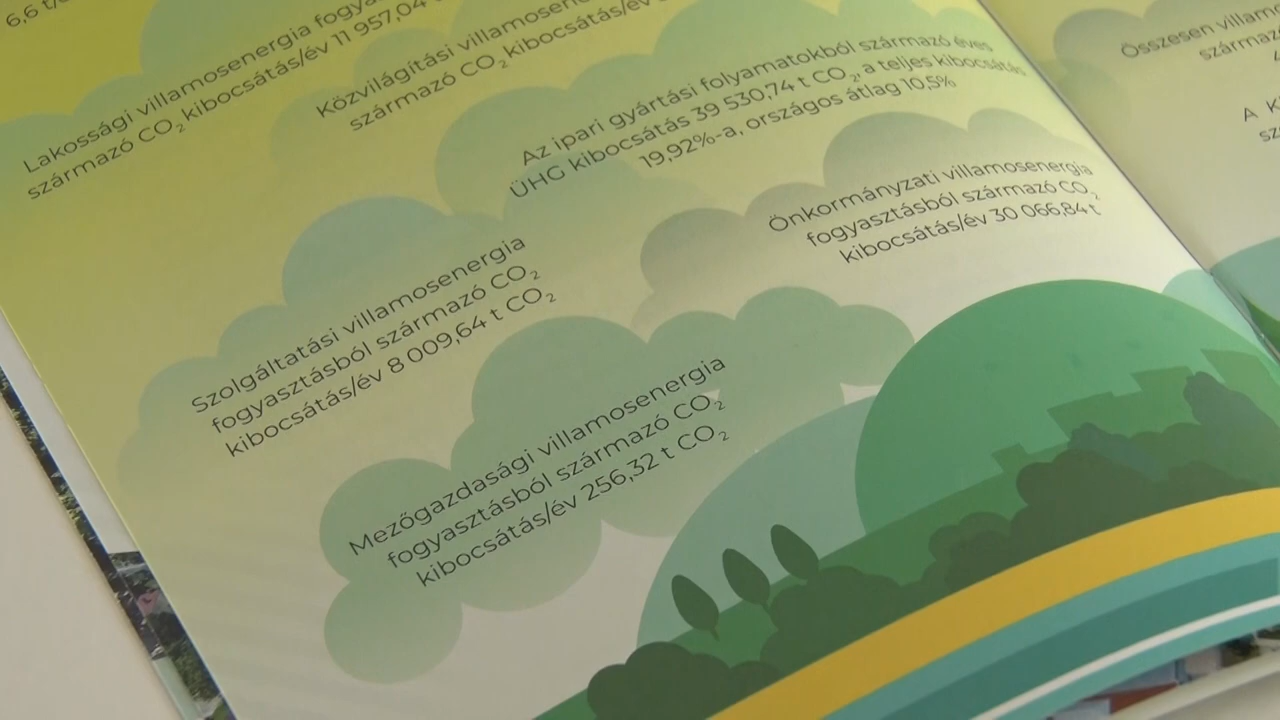 6,6 t/
Lakossági villamosenergia
származó CO₂ kibocsátás/év 11 957,04
Közvilágítási
származó CO₂ kibocsátás/év
Az ipari gyártási folyamatokból származó éves
ÜHG kibocsátás 39 530,74 t CO₂, a teljes kibocsátás
19,92%-a, országos átlag 10,5%
Önkormányzati villamosenergia
fogyasztásból származó CO₂
kibocsátás/év 30 066,84 t
Szolgáltatási villamosenergia
fogyasztásból származó CO₂
kibocsátás/év 8 009,64 t CO₂
Mezőgazdasági villamosenergia
fogyasztásból származó CO₂
kibocsátás/év 256,32 t CO₂
Összesen
A